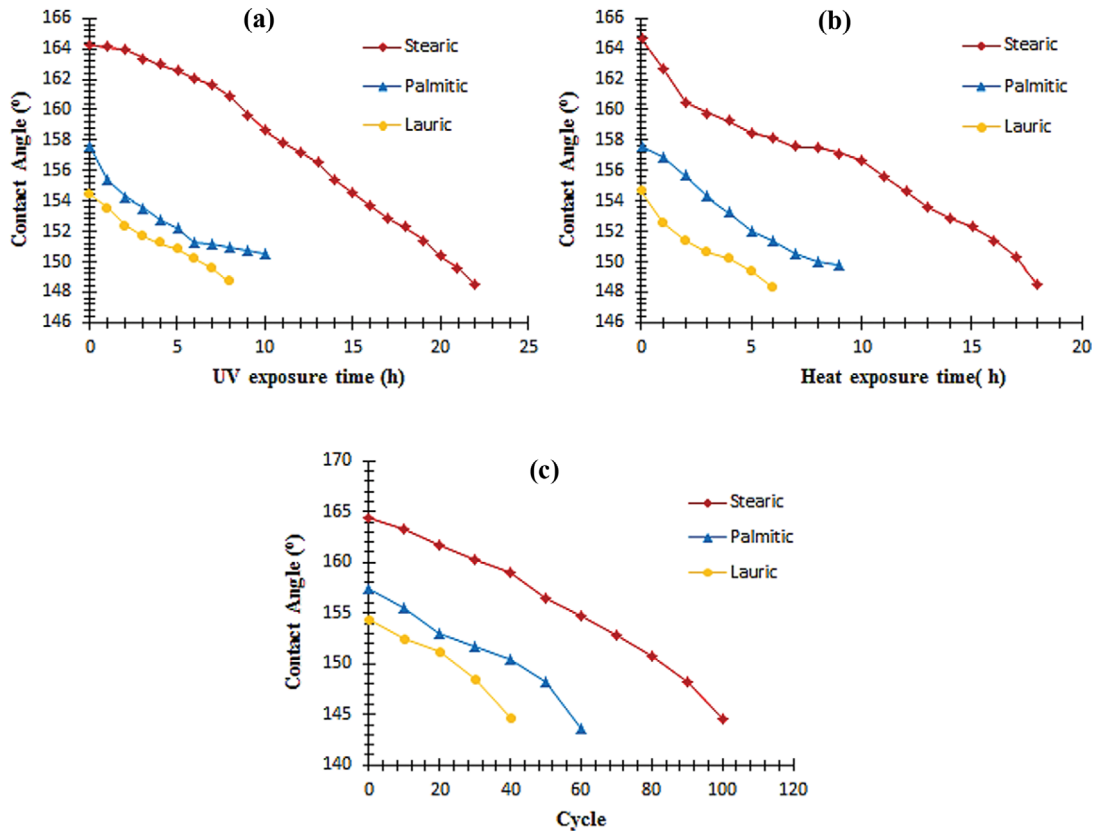 (a)
166
164
162
160
158
156
154
152
150
148
146
Contact Angle (º)
0 5 10 15 20 25
UV exposure time (h)
Stearic
Palmitic
Lauric
(b)
166
164
162
160
158
156
154
152
150
148
146
Contact Angle (º)
0 5 10 15 20
Heat exposure time( h)
Stearic
Palmitic
Lauric
(c)
170
165
160
155
150
145
140
Contact Angle (º)
0 20 40 60 80 100 120
Cycle
Stearic
Palmitic
Lauric